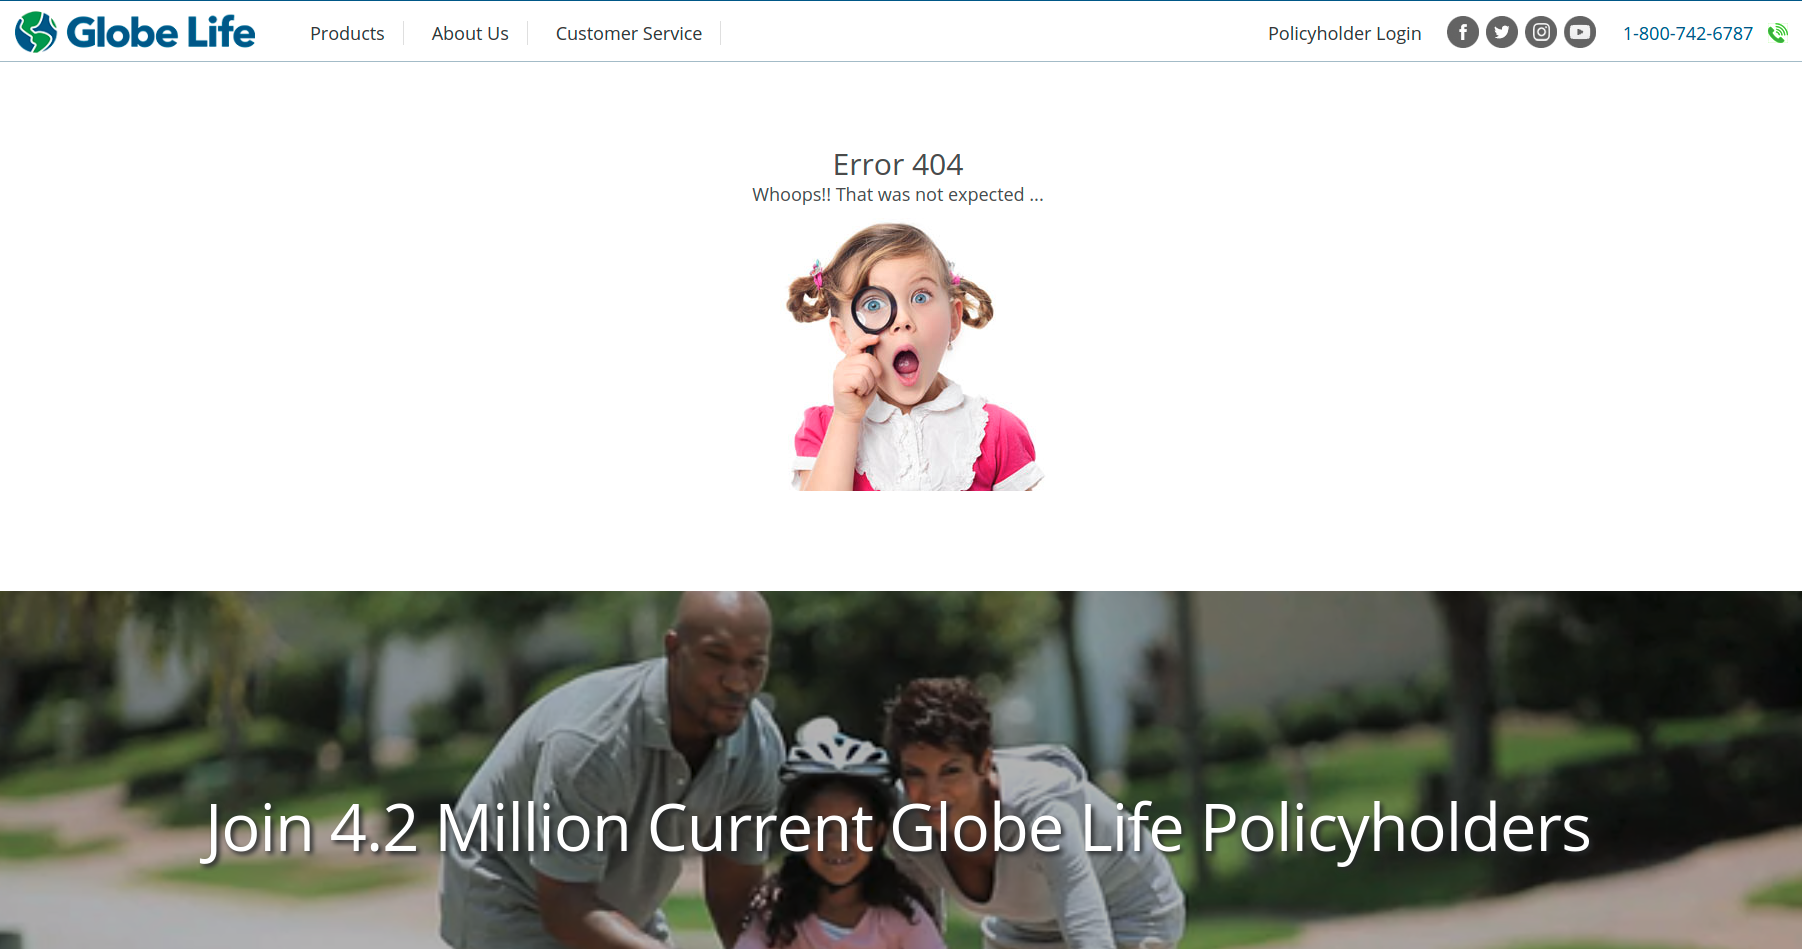 Globe Life
Products
About Us
Customer Service
Policyholder Login
1-800-742-6787
Error 404
Whoops!! That was not expected ...
Join 4.2 Million Current Globe Life Policyholders